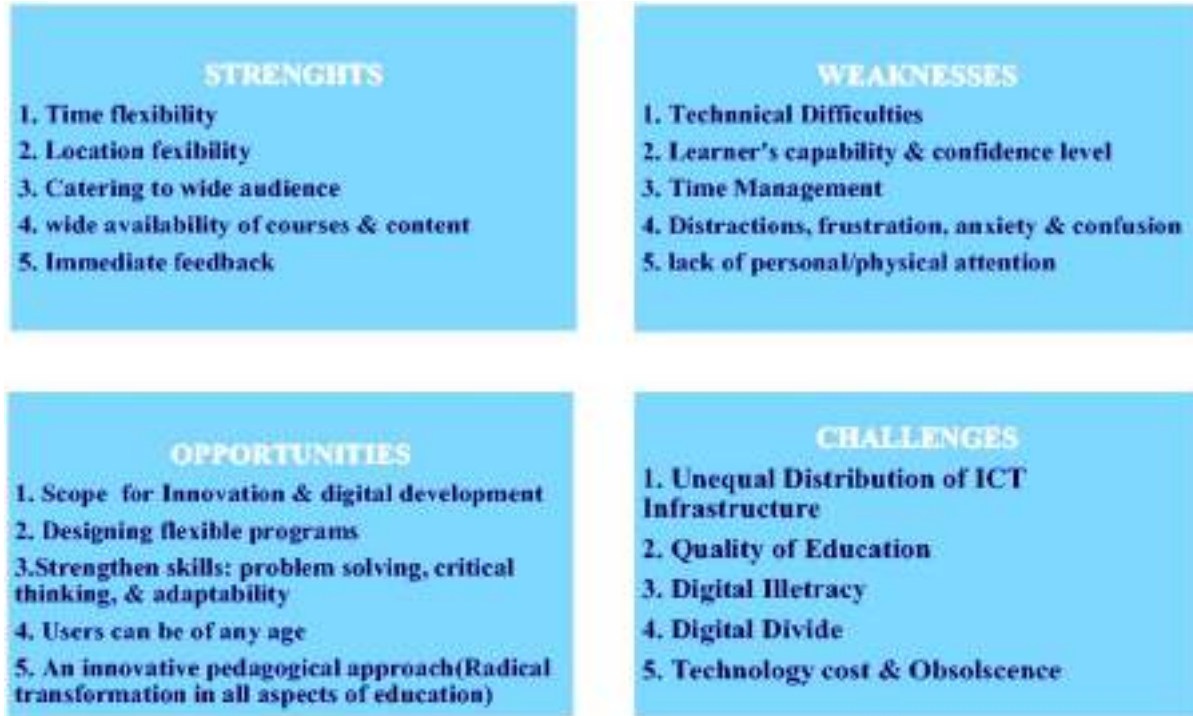 STRENGHTS
1. Time flexibility
2. Location fexibility
3. Catering to wide audience
4. wide availability of courses & content
5. Immediate feedback
WEAKNESSES
1. Technnical Difficulties
2. Learner's capability & confidence level
3. Time Management
4. Distractions, frustration, anxiety & confusion
5. lack of personal/physical attention
OPPORTUNITIES
1. Scope for Innovation & digital development
2. Designing flexible programs
3.Strengthen skills: problem solving, critical
thinking, & adaptability
4. Users can be of any age
5. An innovative pedagogical approach(Radical
transformation in all aspects of education)
CHALLENGES
1. Unequal Distribution of ICT
Infrastructure
2. Quality of Education
3. Digital Illetracy
4. Digital Divide
5. Technology cost & Obsolscence